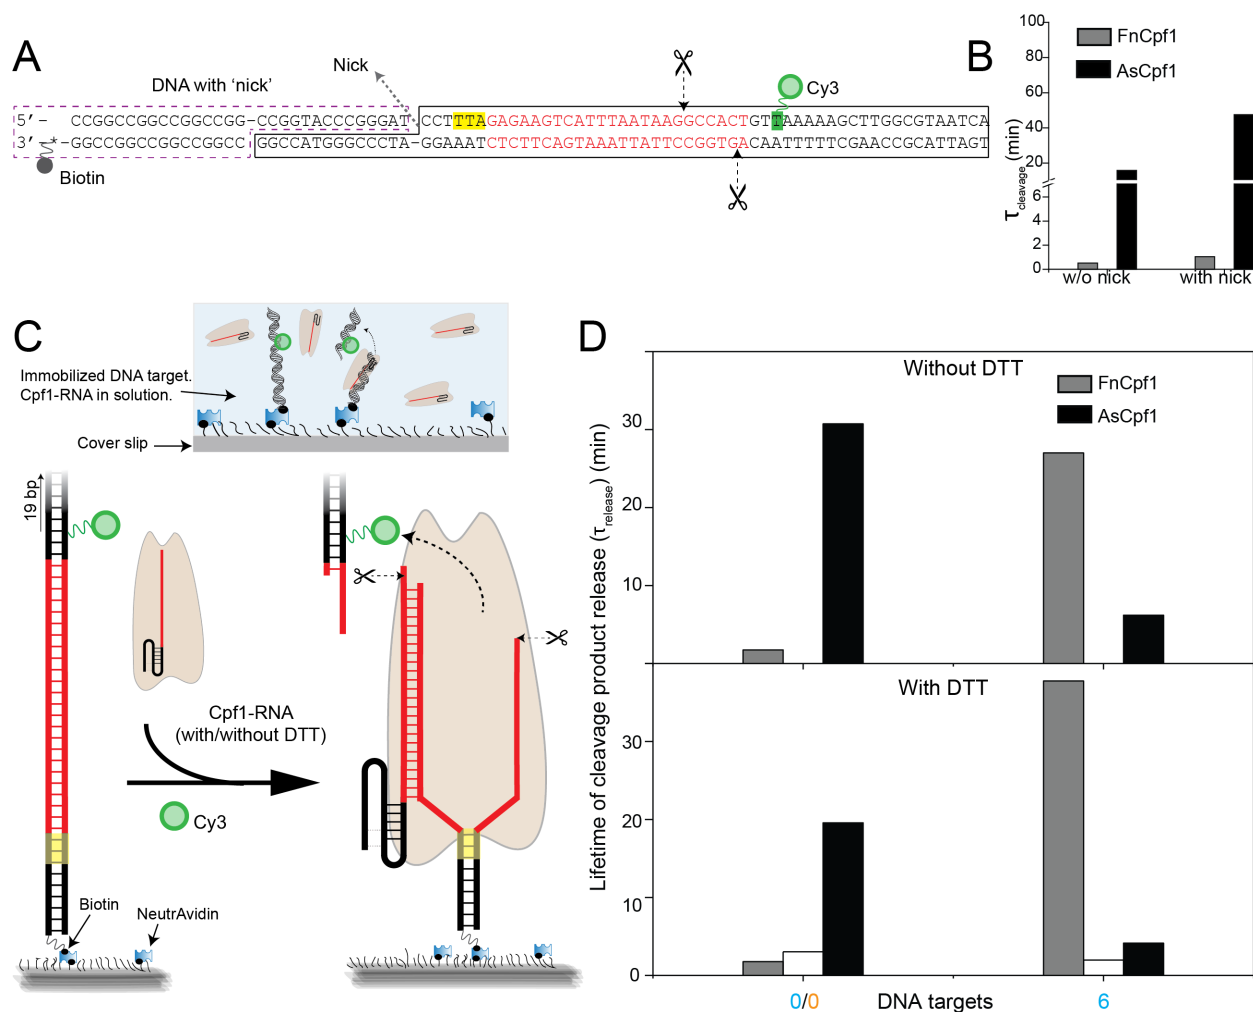 A
DNA with ‘nick’
Nick
Cy3
5′- CCGGCCGGCCGGCCGG-CCGGTACCCGGGAT CCTTTTAGAGAAGTCATTTAATAAGGCCACTGTTAAAAAGCTTGGCGTAATCA
3′- *-GGCCGGCCGGCCGGCC GGCCATGGGCCCTA-GGAAATCTCTTCAGTAAATTATTCCGGTGACAATTTTTCGAACCGCATTAGT
Biotin
B
100
80
60
40
20
6
4
2
0
τcleavage (min)
FnCpf1
AsCpf1
w/o nick
with nick
C
Immobilized DNA target.
Cpf1-RNA in solution.
Cover slip
19 bp
Cpf1-RNA
(with/without DTT)
Cy3
Biotin
NeutrAvidin
D
Lifetime of cleavage product release (τrelease) (min)
Without DTT
FnCpf1
AsCpf1
30
20
10
With DTT
30
20
10
0
0/0
DNA targets
6